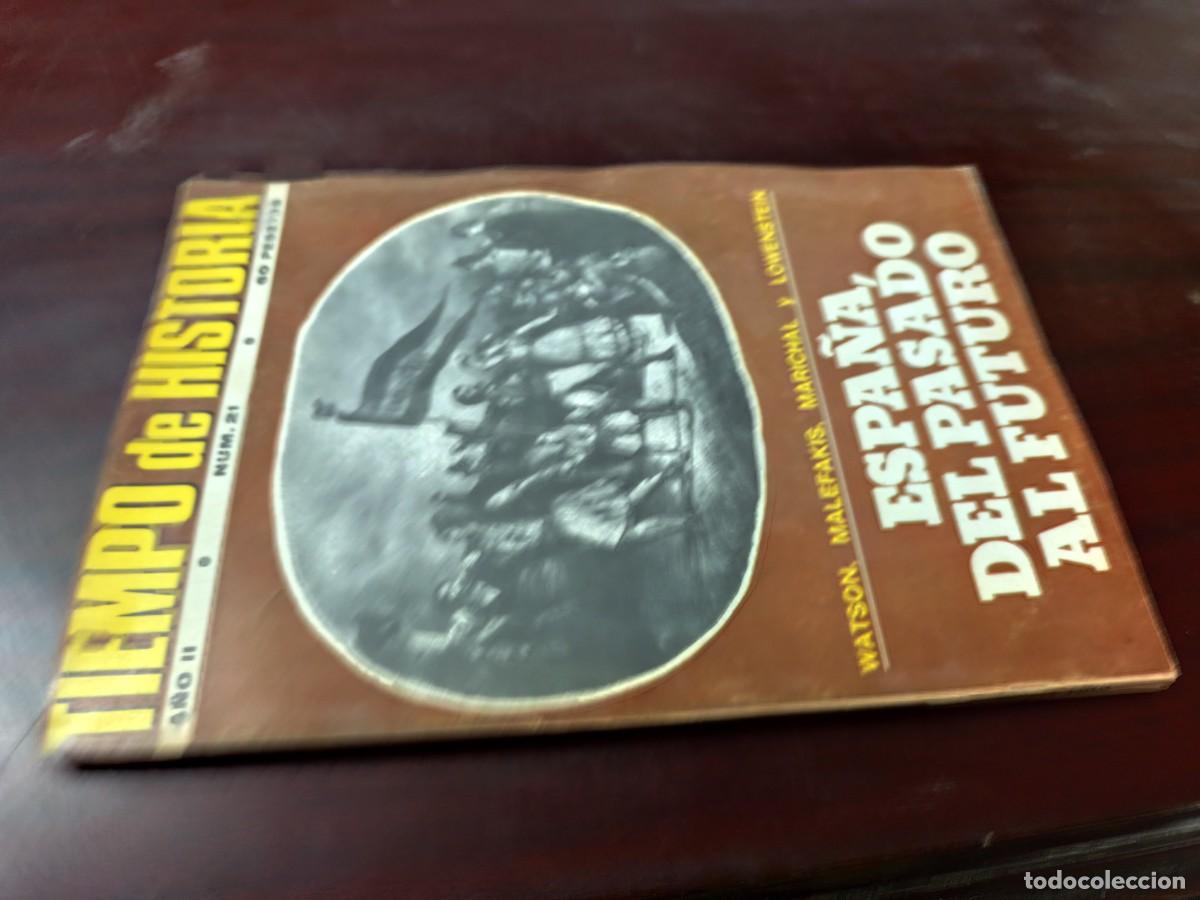 TIEMPO de HISTORIA
AÑO II NUM. 21 60 PESETAS
WATSON, MALEFAKIS, MARICHAL y LOWENSTEIN
ESPAÑA,
DEL PASADO
AL FUTURO
todocoleccion